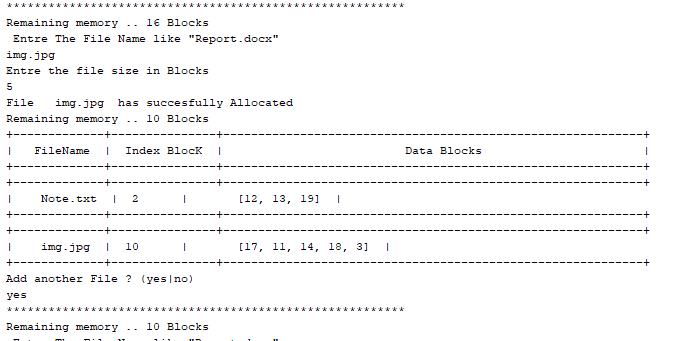 *********************************************************
Remaining memory .. 16 Blocks
 Entre The File Name like "Report.docx"
img.jpg
Entre the file size in Blocks
5
File   img.jpg  has succesfully Allocated
Remaining memory .. 10 Blocks
+-------------+---------------+------------------------------------------------------------+
|   FileName  |  Index BlocK  |                          Data Blocks                       |
+-------------+---------------+------------------------------------------------------------+
+-------------+---------------+------------------------------------------------------------+
|    Note.txt  |  2      |       [12, 13, 19]  |
+-------------+---------------+------------------------------------------------------------+
+-------------+---------------+------------------------------------------------------------+
|    img.jpg  |  10      |       [17, 11, 14, 18, 3]  |
+-------------+---------------+------------------------------------------------------------+
Add another File ? (yes|no)
yes
*********************************************************
Remaining memory .. 10 Blocks